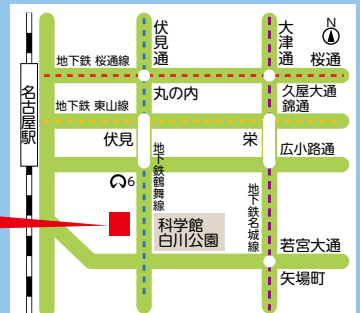 伏見通
大津通
N
地下鉄 桜通線
桜通
丸の内
久屋大通
錦通
地下鉄 東山線
名古屋駅
伏見
栄
広小路通
地下鉄鶴舞線
6
地下鉄名城線
科学館
白川公園
若宮大通
矢場町